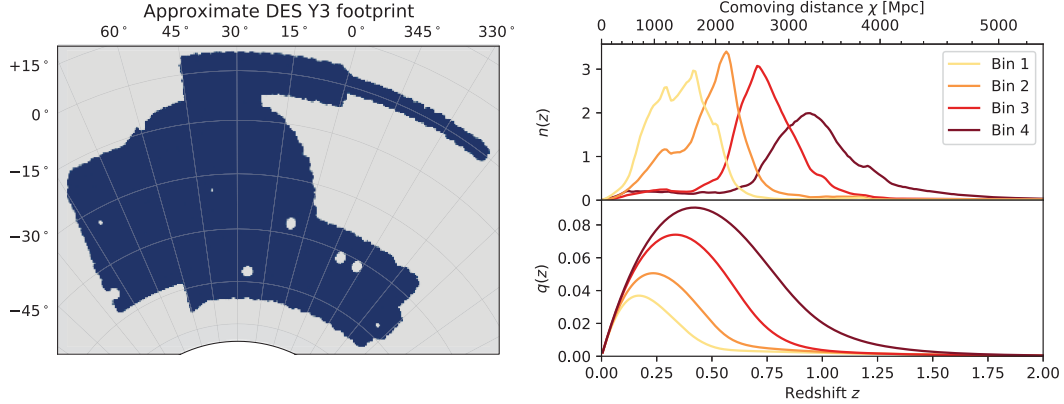 Approximate DES Y3 footprint
60° 45° 30° 15° 0° 345° 330°
+15°
0°
−15°
−30°
−45°
Comoving distance χ [Mpc]
0 1000 2000 3000 4000 5000
n(z)
3
2
1
0
Bin 1
Bin 2
Bin 3
Bin 4
q(z)
0.08
0.06
0.04
0.02
0.00
0.00 0.25 0.50 0.75 1.00 1.25 1.50 1.75 2.00
Redshift z